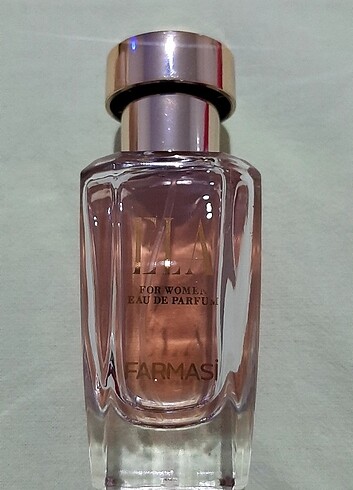 ELA
FOR WOMEN
EAU DE PARFUM
FARMASi